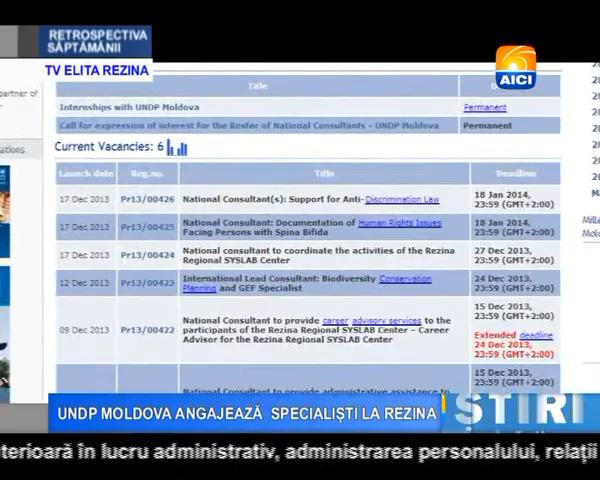 RETROSPECTIVA
SĂPTĂMÂNII
TV ELITA REZINA
AICI
partner of
Title
Internships with UNDP Moldova
Permanent
Call for expression of interest for the Roster of National Consultants - UNDP Moldova
Permanent
Current Vacancies: 6
Launch date Reg.no. Title Deadline
17 Dec 2013 Pr13/00426 National Consultant(s): Support for Anti-Discrimination Law 18 Jan 2014,
23:59 (GMT+2:00)
17 Dec 2013 Pr13/00425 National Consultant: Documentation of Human Rights Issues
Facing Persons with Spina Bifida
18 Jan 2014,
23:59 (GMT+2:00)
17 Dec 2013 Pr13/00424 National consultant to coordinate the activities of the Rezina
Regional SYSLAB Center
27 Dec 2013,
23:59 (GMT+2:00)
12 Dec 2013 Pr13/00423 International Lead Consultant: Biodiversity Conservation
Planning and GEF Specialist
24 Dec 2013,
23:59 (GMT+2:00)
09 Dec 2013 Pr13/00422 National Consultant to provide career advisory services to the
participants of the Rezina Regional SYSLAB Center – Career
Advisor for the Rezina Regional SYSLAB Center
15 Dec 2013,
23:59 (GMT+2:00)
Extended deadline
24 Dec 2013,
23:59 (GMT+2:00)
National Consultant to provide administrative assistance to
15 Dec 2013,
23:59 (GMT+2:00)
UNDP MOLDOVA ANGAJEAZĂ SPECIALIȘTI LA REZINA
ȘTIRI
terioară în lucru administrativ, administrarea personalului, relații